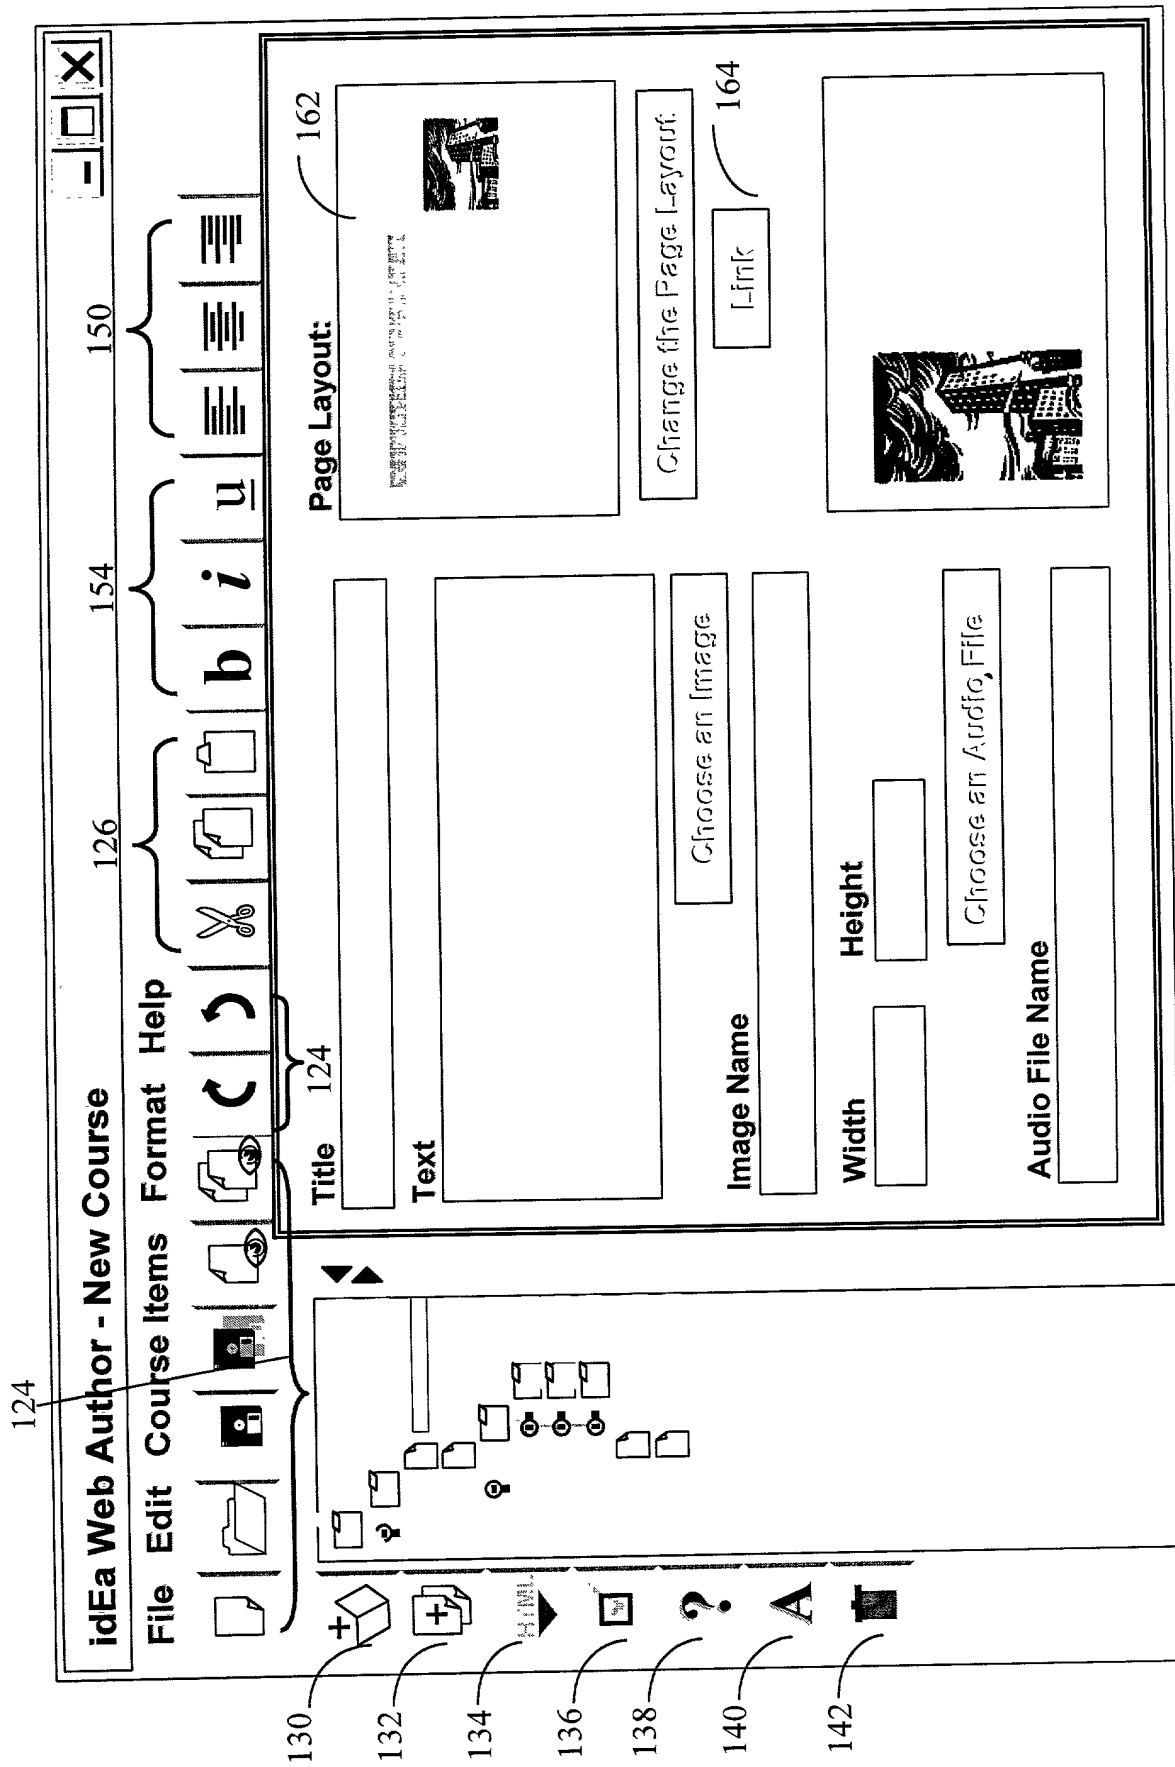 124
idEa Web Author - New Course
File Edit Course Items Format Help
126
154
150
b i u
124
130
132
134
HTML
136
138
?
140
A
142
Title
Text
Choose an Image
Image Name
Width
Height
Choose an Audio File
Audio File Name
Page Layout:
162
Change the Page Layout
Link
164